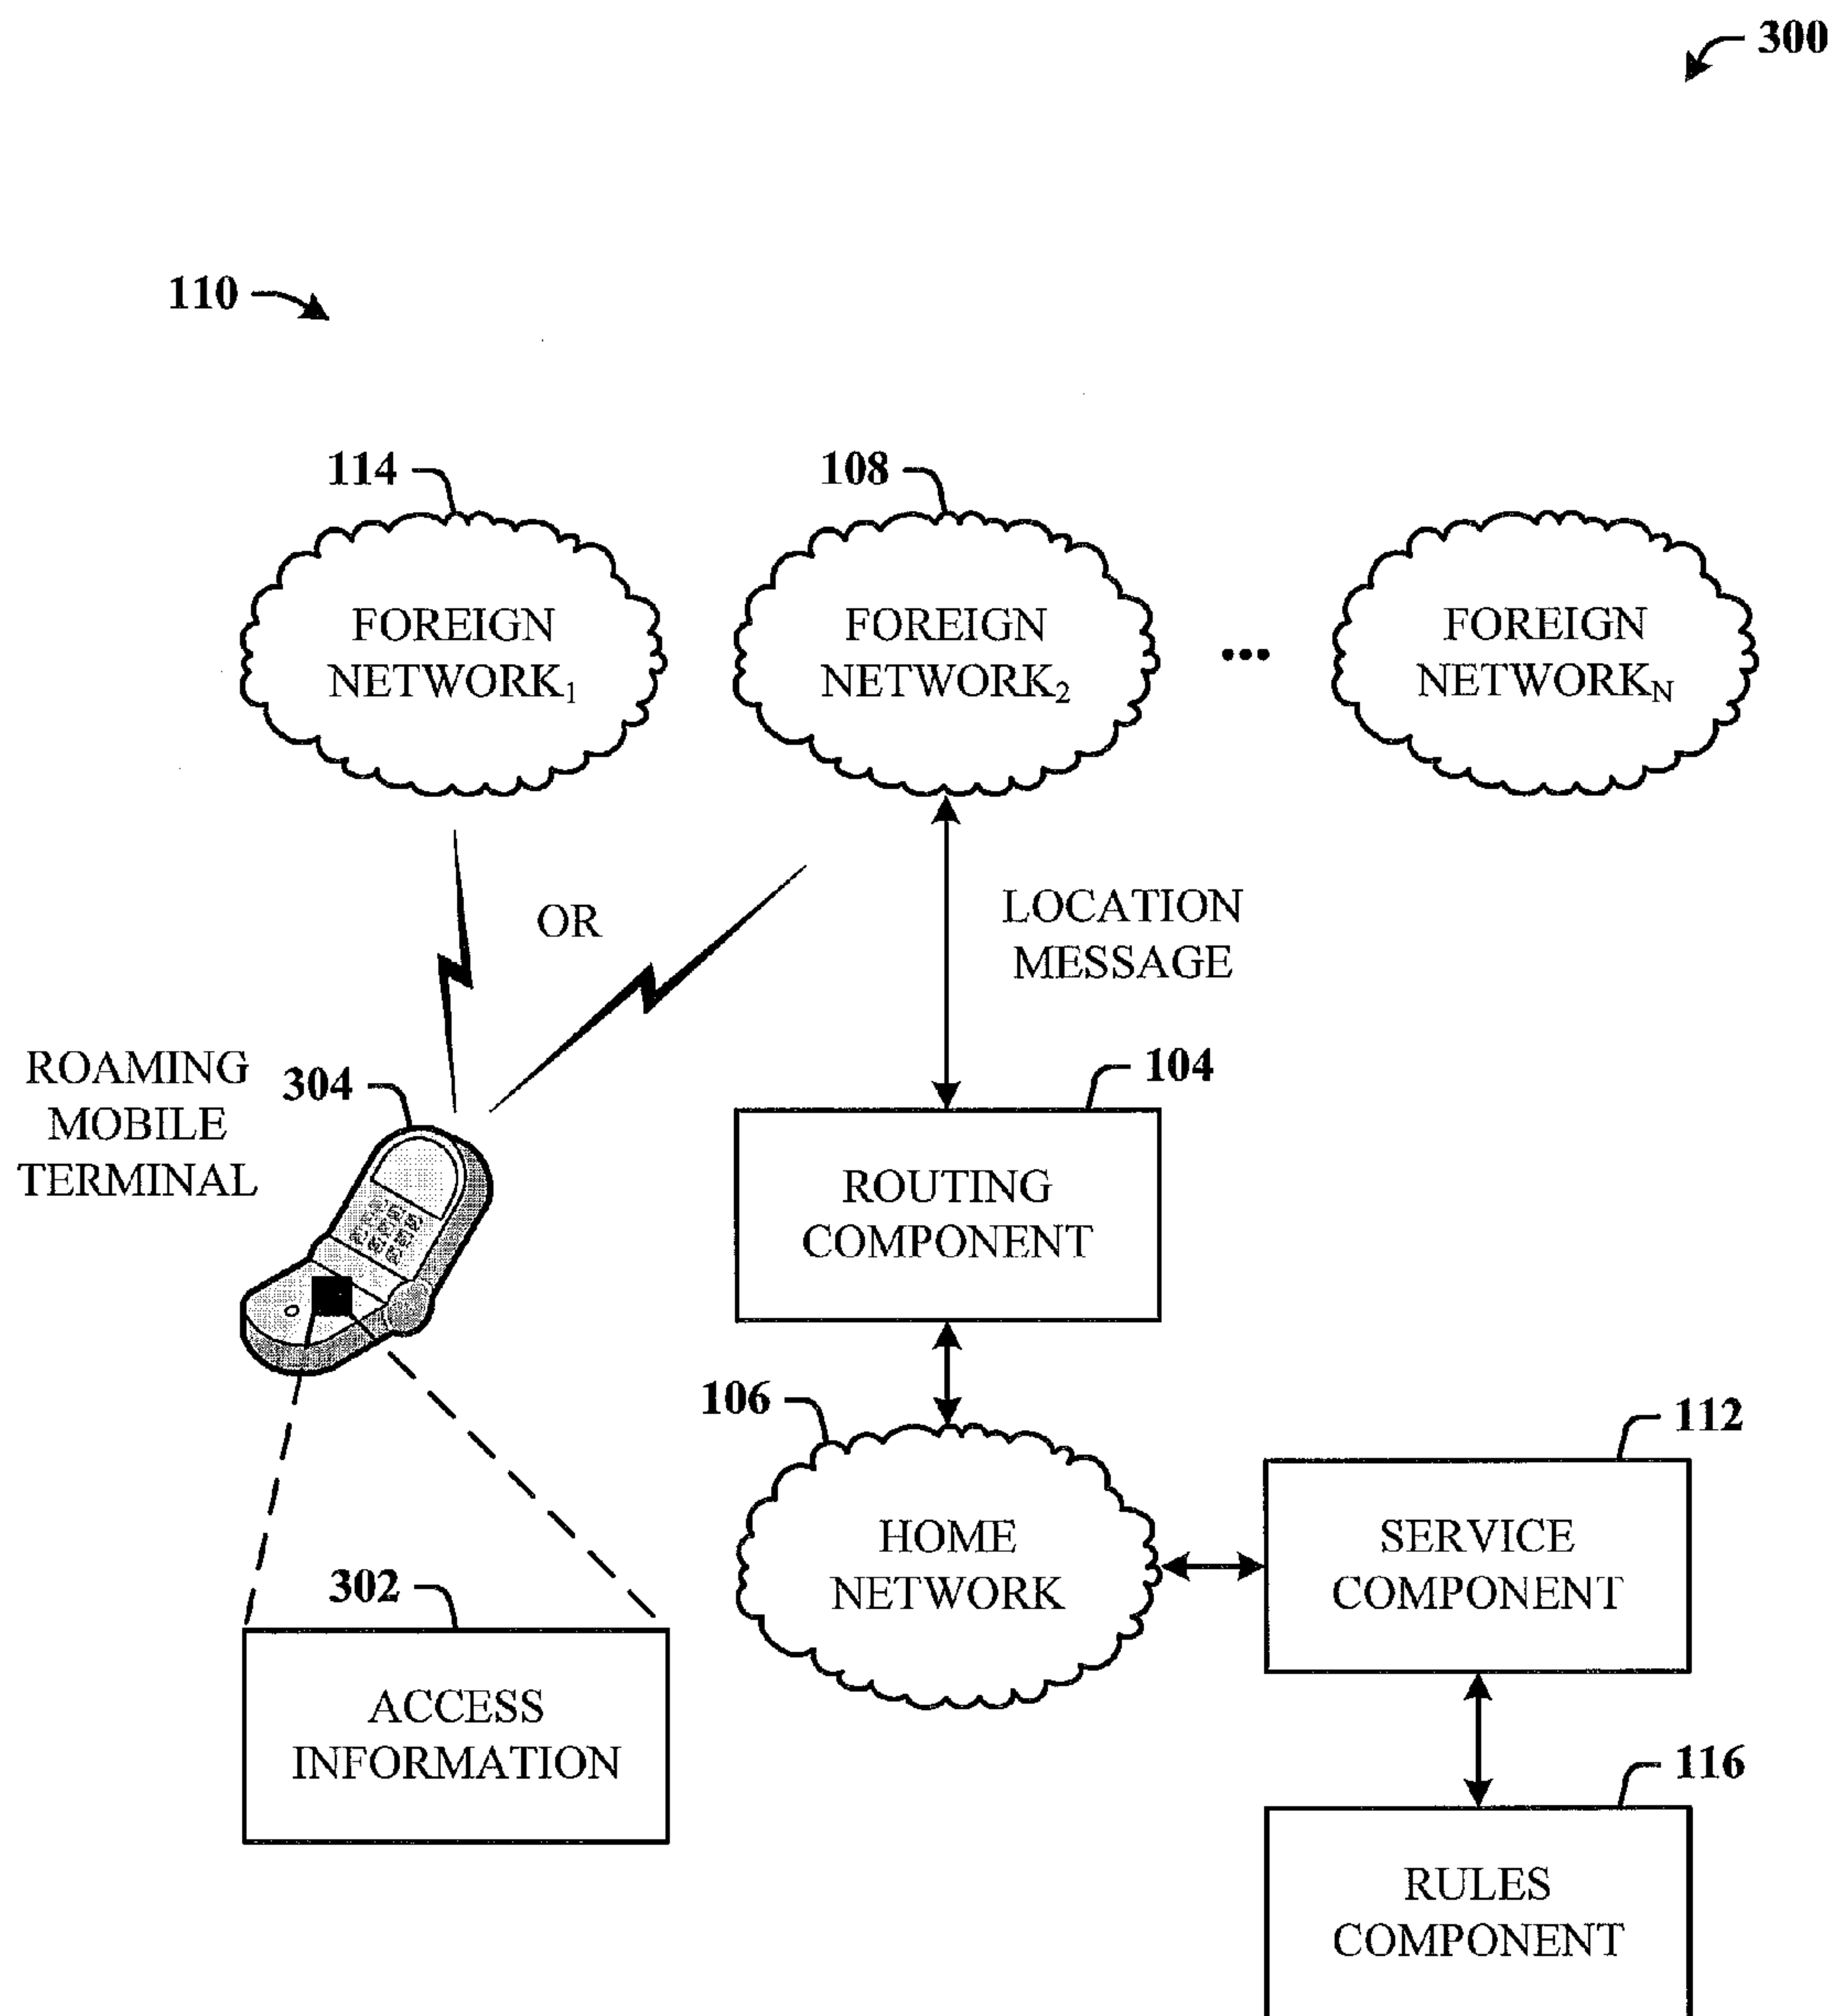 300
110
114
108
FOREIGN
NETWORK1
FOREIGN
NETWORK2
...
FOREIGN
NETWORKN
OR
LOCATION
MESSAGE
ROAMING
MOBILE
TERMINAL
304
104
ROUTING
COMPONENT
106
112
HOME
NETWORK
SERVICE
COMPONENT
302
ACCESS
INFORMATION
116
RULES
COMPONENT